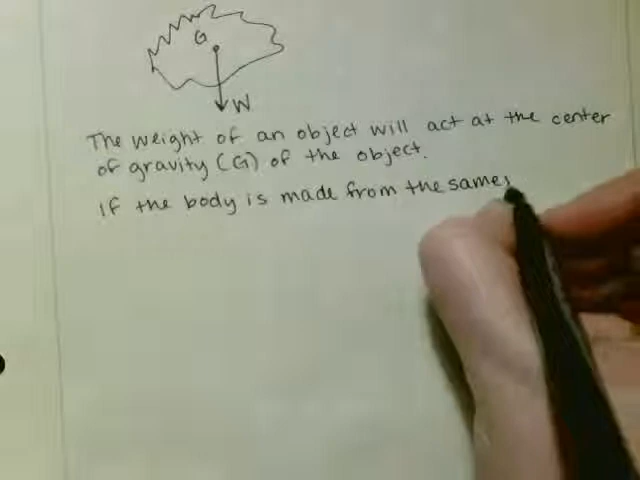 G
W
The weight of an object will act at the center
of gravity (G) of the object.
If the body is made from the same